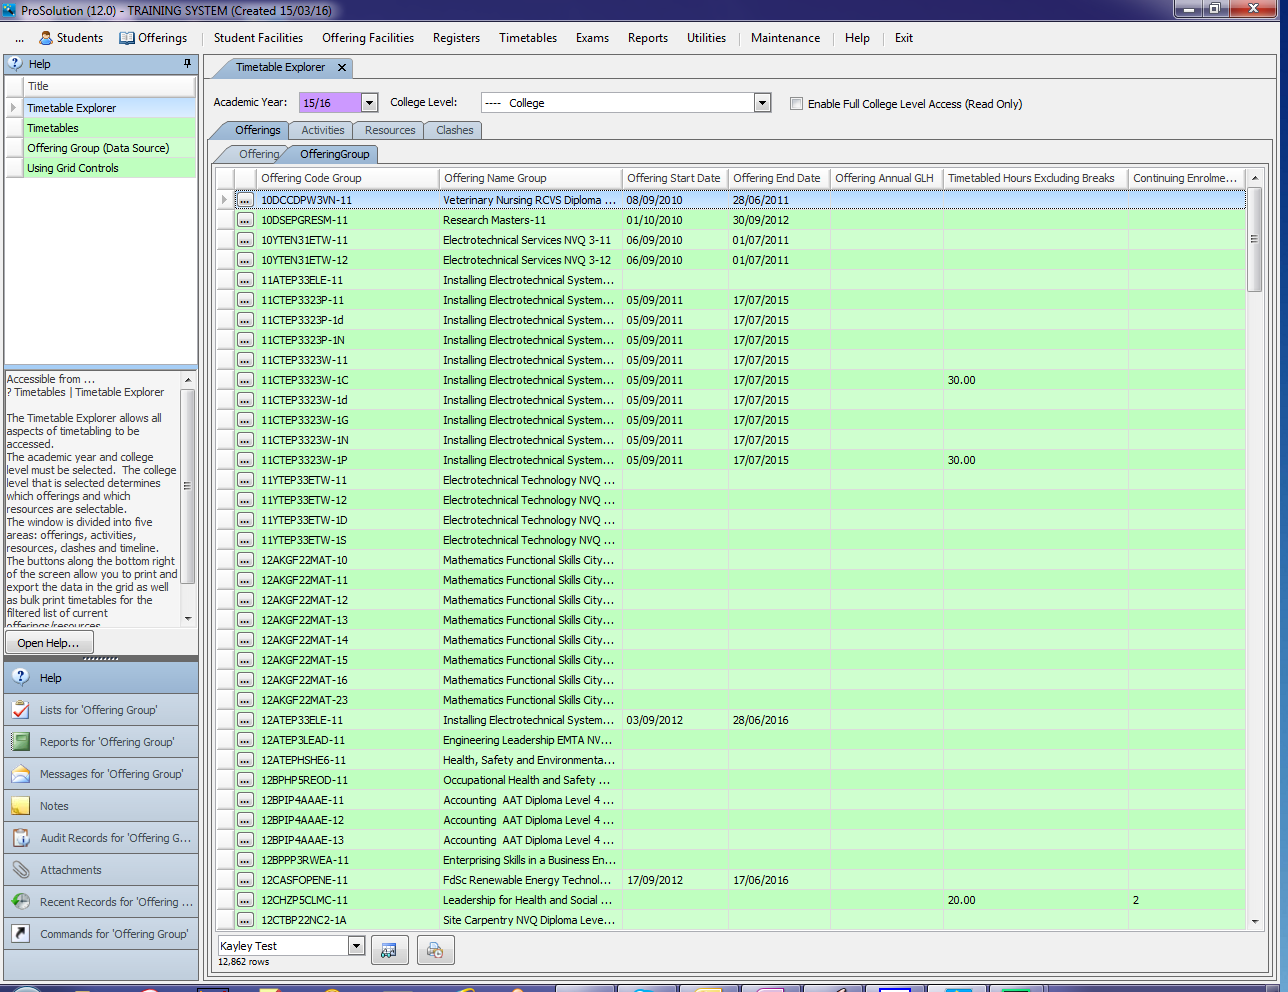 ProSolution (12.0) - TRAINING SYSTEM (Created 15/03/16)
... Students Offerings Student Facilities Offering Facilities Registers Timetables Exams Reports Utilities Maintenance Help Exit
Help
Title
Timetable Explorer
Timetables
Offering Group (Data Source)
Using Grid Controls
Accessible from ...
? Timetables | Timetable Explorer
The Timetable Explorer allows all
aspects of timetabling to be
accessed.
The academic year and college
level must be selected. The college
level that is selected determines
which offerings and which
resources are selectable.
The window is divided into five
areas: offerings, activities,
resources, clashes and timeline.
The buttons along the bottom right
of the screen allow you to print and
export the data in the grid as well
as bulk print timetables for the
filtered list of current
offerings/resources
Open Help...
Help
Lists for 'Offering Group'
Reports for 'Offering Group'
Messages for 'Offering Group'
Notes
Audit Records for 'Offering G...
Attachments
Recent Records for 'Offering ...
Commands for 'Offering Group'
Timetable Explorer
Academic Year: 15/16 College Level: ---- College Enable Full College Level Access (Read Only)
Offerings Activities Resources Clashes
Offering OfferingGroup
Offering Code Group Offering Name Group Offering Start Date Offering End Date Offering Annual GLH Timetabled Hours Excluding Breaks Continuing Enrolme...
... 10DCCDPW3VN-11 Veterinary Nursing RCVS Diploma ... 08/09/2010 28/06/2011
... 10DSEPGRESM-11 Research Masters-11 01/10/2010 30/09/2012
... 10YTEN31ETW-11 Electrotechnical Services NVQ 3-11 06/09/2010 01/07/2011
... 10YTEN31ETW-12 Electrotechnical Services NVQ 3-12 06/09/2010 01/07/2011
... 11ATEP33ELE-11 Installing Electrotechnical System...
... 11CTEP3323P-11 Installing Electrotechnical System... 05/09/2011 17/07/2015
... 11CTEP3323P-1d Installing Electrotechnical System... 05/09/2011 17/07/2015
... 11CTEP3323P-1N Installing Electrotechnical System... 05/09/2011 17/07/2015
... 11CTEP3323W-11 Installing Electrotechnical System... 05/09/2011 17/07/2015
... 11CTEP3323W-1C Installing Electrotechnical System... 05/09/2011 17/07/2015 30.00
... 11CTEP3323W-1d Installing Electrotechnical System... 05/09/2011 17/07/2015
... 11CTEP3323W-1G Installing Electrotechnical System... 05/09/2011 17/07/2015
... 11CTEP3323W-1N Installing Electrotechnical System... 05/09/2011 17/07/2015
... 11CTEP3323W-1P Installing Electrotechnical System... 05/09/2011 17/07/2015 30.00
... 11YTEP33ETW-11 Electrotechnical Technology NVQ ...
... 11YTEP33ETW-12 Electrotechnical Technology NVQ ...
... 11YTEP33ETW-1D Electrotechnical Technology NVQ ...
... 11YTEP33ETW-1S Electrotechnical Technology NVQ ...
... 12AKGF22MAT-10 Mathematics Functional Skills City...
... 12AKGF22MAT-11 Mathematics Functional Skills City...
... 12AKGF22MAT-12 Mathematics Functional Skills City...
... 12AKGF22MAT-13 Mathematics Functional Skills City...
... 12AKGF22MAT-14 Mathematics Functional Skills City...
... 12AKGF22MAT-15 Mathematics Functional Skills City...
... 12AKGF22MAT-16 Mathematics Functional Skills City...
... 12AKGF22MAT-23 Mathematics Functional Skills City...
... 12ATEP33ELE-11 Installing Electrotechnical System... 03/09/2012 28/06/2016
... 12ATEP3LEAD-11 Engineering Leadership EMTA NV...
... 12ATEPHSHE6-11 Health, Safety and Environmenta...
... 12BPHP5REOD-11 Occupational Health and Safety ...
... 12BPIP4AAAE-11 Accounting AAT Diploma Level 4 ...
... 12BPIP4AAAE-12 Accounting AAT Diploma Level 4 ...
... 12BPIP4AAAE-13 Accounting AAT Diploma Level 4 ...
... 12BPPP3RWEA-11 Enterprising Skills in a Business En...
... 12CASFOPENE-11 FdSc Renewable Energy Technol... 17/09/2012 17/06/2016
... 12CHZP5CLMC-11 Leadership for Health and Social ... 20.00 2
... 12CTBP22NC2-1A Site Carpentry NVQ Diploma Leve...
Kayley Test
12,862 rows